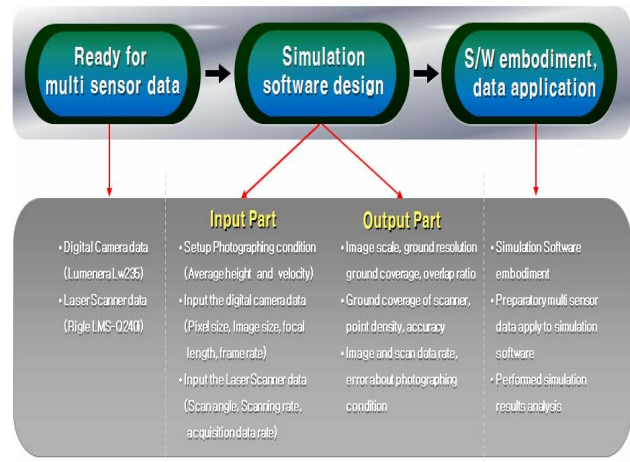 Ready for
multi sensor data
Simulation
software design
S/W embodiment,
data application
• Digital Camera data
(Lumenera Lw235)
• Laser Scanner data
(Rigle LMS-Q240i)
Input Part
• Setup Photographing condition
(Average height and velocity)
• Input the digital camera data
(Pixel size, Image size, focal
length, frame rate)
• Input the Laser Scanner data
(Scan angle, Scanning rate,
acquisition data rate)
Output Part
• Image scale, ground resolution
ground coverage, overlap ratio
• Ground coverage of scanner,
point density, accuracy
• Image and scan data rate,
error about photographing
condition
• Simulation Software
embodiment
• Preparatory multi sensor
data apply to simulation
software
• Performed simulation
results analysis